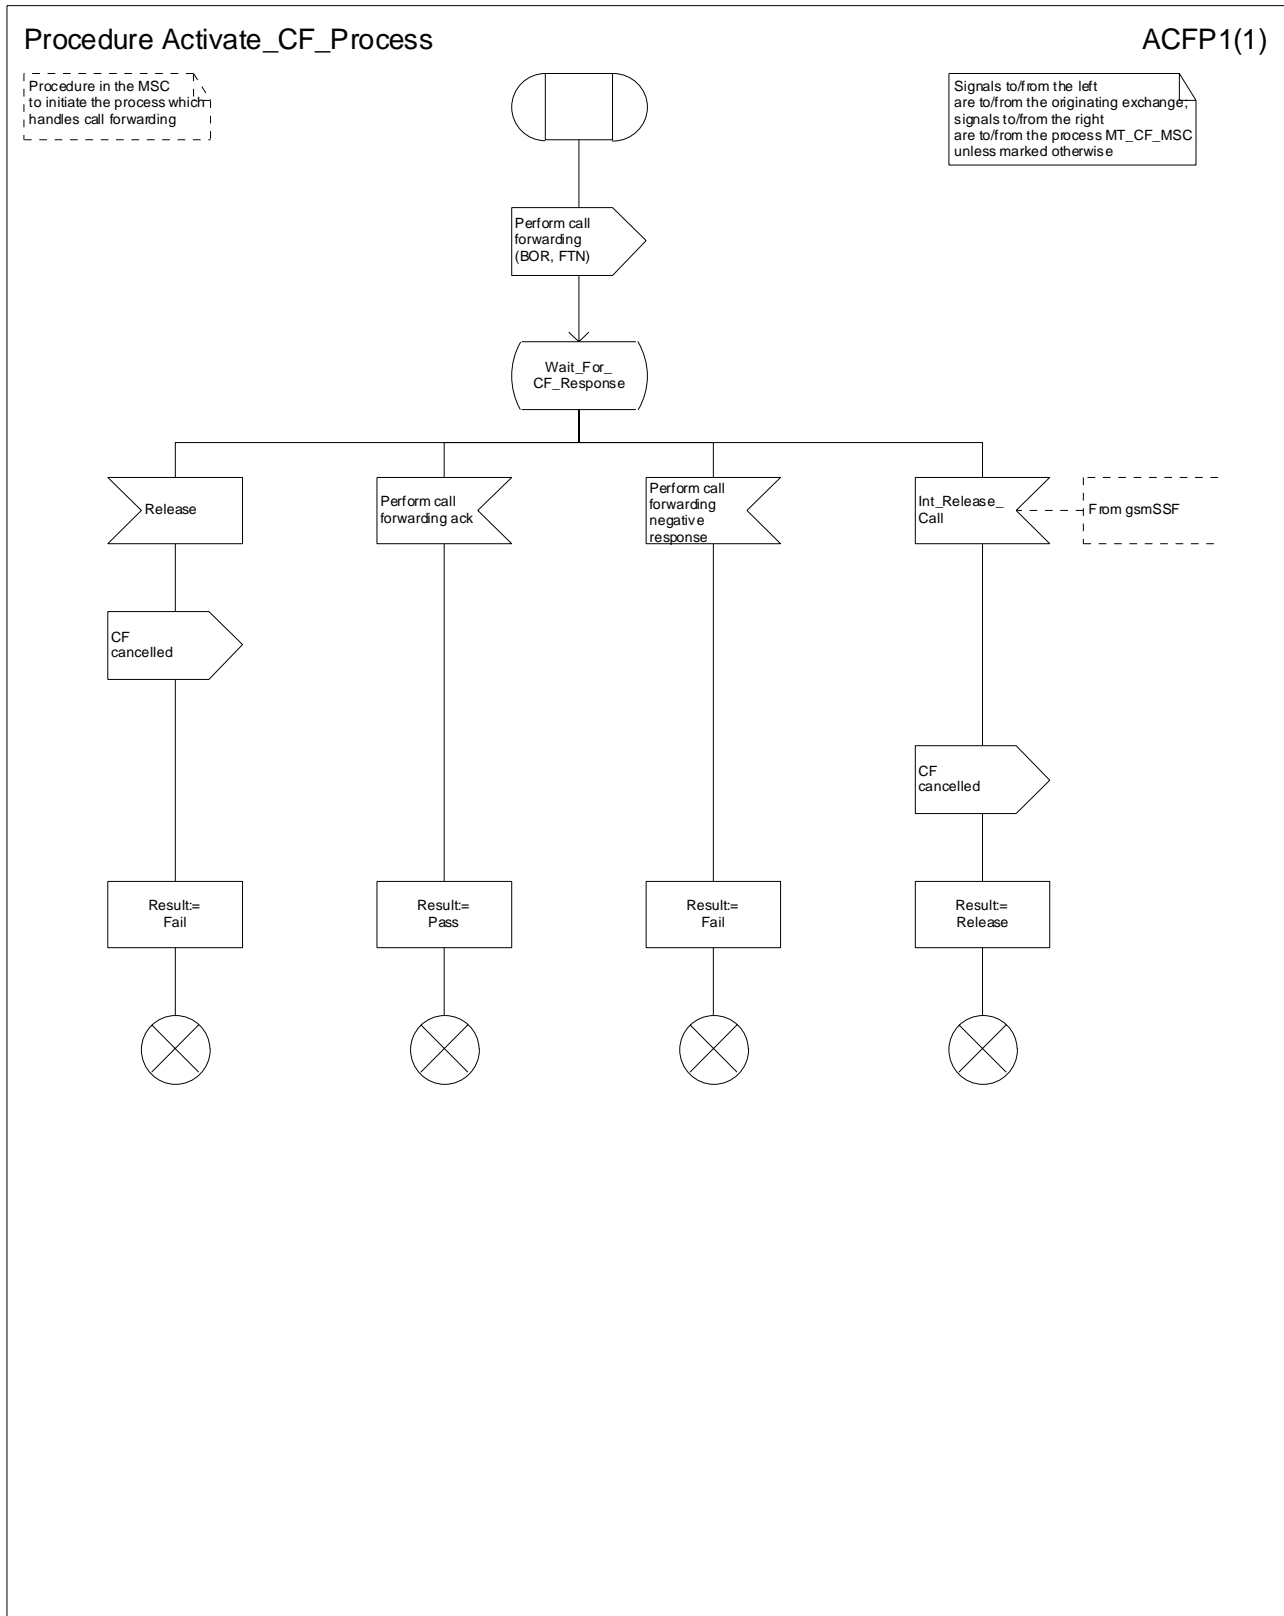 Procedure Activate_CF_Process
ACFP1(1)
Procedure in the MSC
to initiate the process which
handles call forwarding
Signals to/from the left
are to/from the originating exchange;
signals to/from the right
are to/from the process MT_CF_MSC
unless marked otherwise
Perform call
forwarding
(BOR, FTN)
Wait_For_
CF_Response
Release
Perform call
forwarding ack
Perform call
forwarding
negative
response
Int_Release_
Call
From gsmSSF
CF
cancelled
CF
cancelled
Result:=
Fail
Result:=
Pass
Result:=
Fail
Result:=
Release